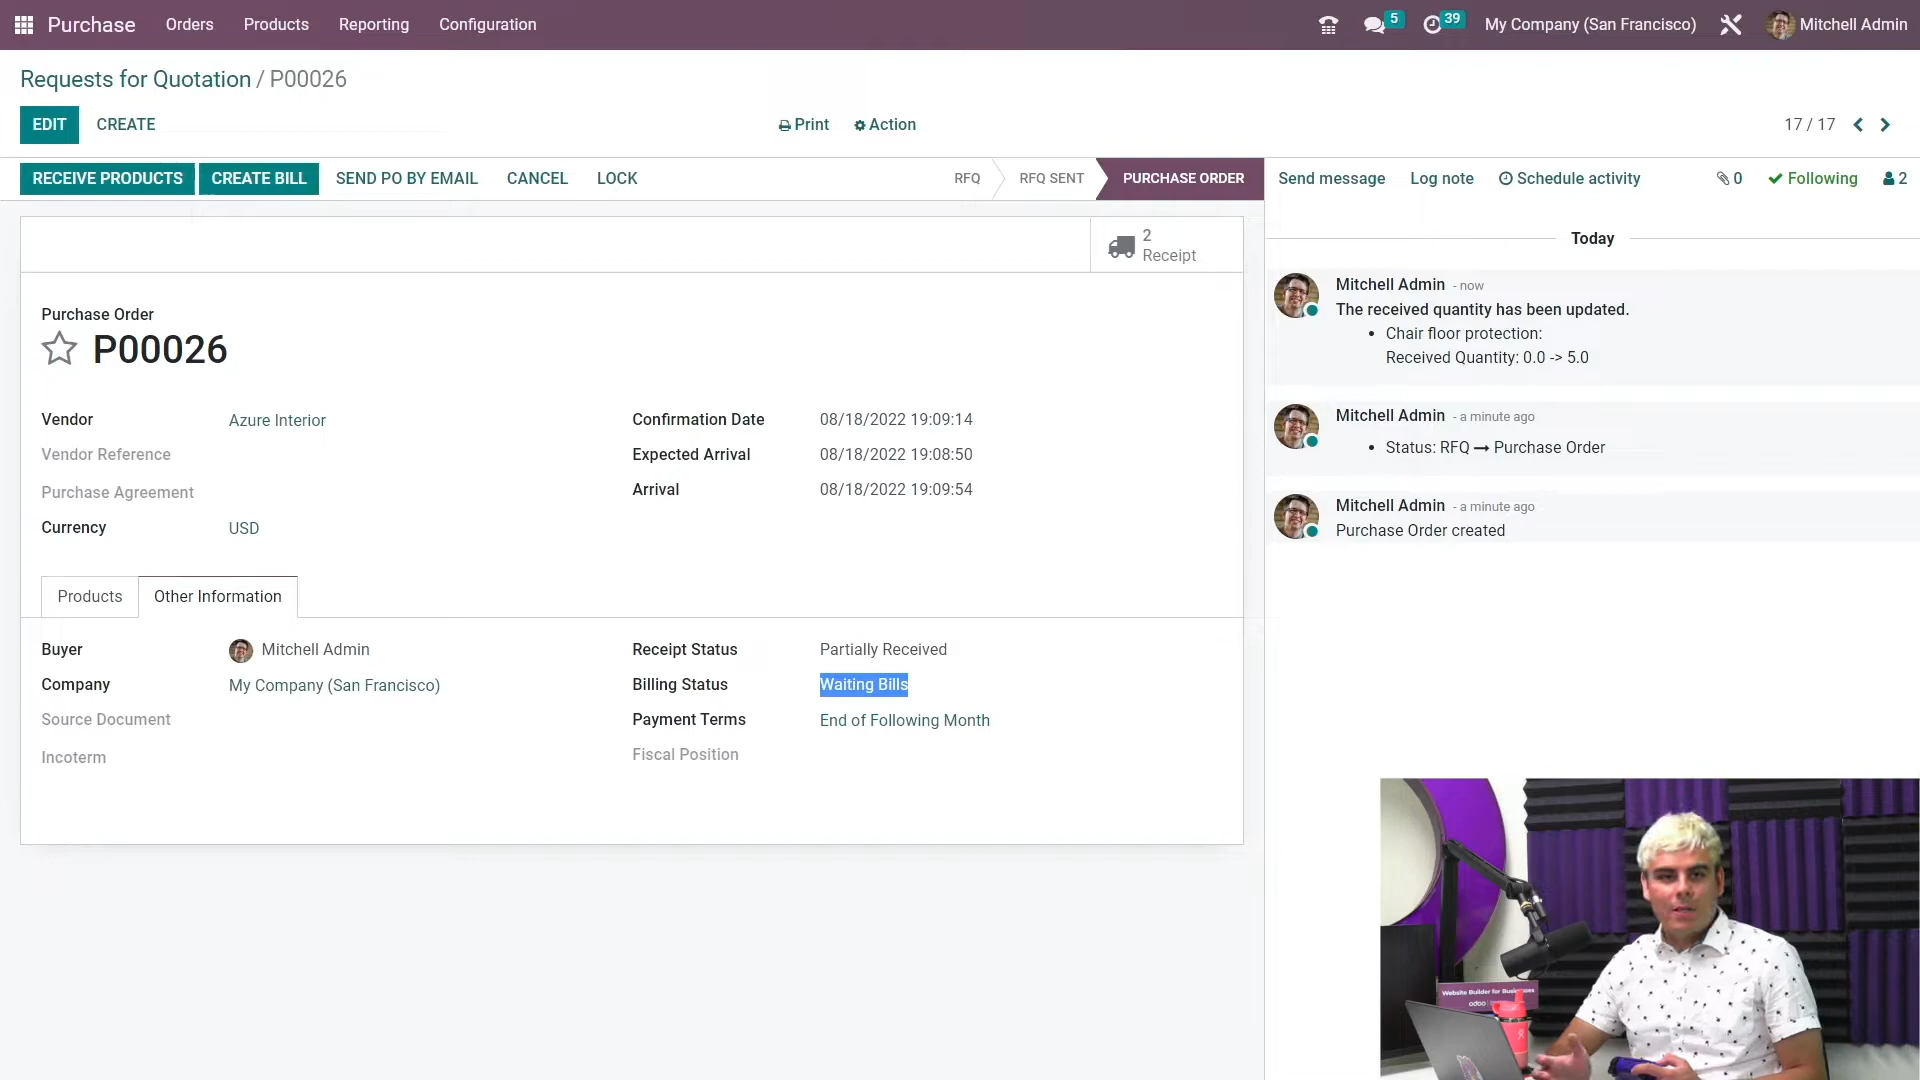 Purchase Orders Products Reporting Configuration 5 39 My Company (San Francisco) Mitchell Admin
Requests for Quotation / P00026
EDIT CREATE Print Action 17 / 17
RECEIVE PRODUCTS CREATE BILL SEND PO BY EMAIL CANCEL LOCK RFQ RFQ SENT PURCHASE ORDER
Send message Log note Schedule activity 0 Following 2
2
Receipt
Purchase Order
P00026
Vendor Azure Interior
Vendor Reference
Purchase Agreement
Currency USD
Confirmation Date 08/18/2022 19:09:14
Expected Arrival 08/18/2022 19:08:50
Arrival 08/18/2022 19:09:54
Products Other Information
Buyer Mitchell Admin
Company My Company (San Francisco)
Source Document
Incoterm
Receipt Status Partially Received
Billing Status Waiting Bills
Payment Terms End of Following Month
Fiscal Position
Today
Mitchell Admin - now
The received quantity has been updated.
• Chair floor protection:
Received Quantity: 0.0 -> 5.0
Mitchell Admin - a minute ago
• Status: RFQ → Purchase Order
Mitchell Admin - a minute ago
Purchase Order created
Website Builder for Businesses
odoo